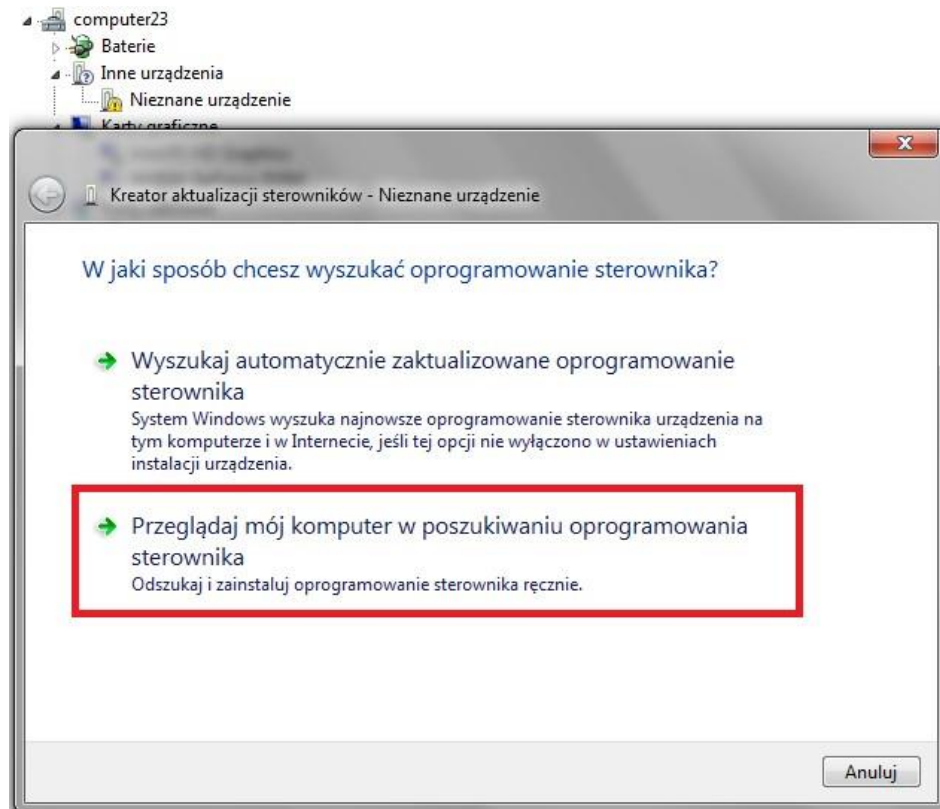 computer23
Baterie
Inne urządzenia
Nieznane urządzenie
Karty graficzne
Kreator aktualizacji sterowników - Nieznane urządzenie
W jaki sposób chcesz wyszukać oprogramowanie sterownika?
Wyszukaj automatycznie zaktualizowane oprogramowanie
sterownika
System Windows wyszuka najnowsze oprogramowanie sterownika urządzenia na
tym komputerze i w Internecie, jeśli tej opcji nie wyłączono w ustawieniach
instalacji urządzenia.
Przeglądaj mój komputer w poszukiwaniu oprogramowania
sterownika
Odszukaj i zainstaluj oprogramowanie sterownika ręcznie.
Anuluj